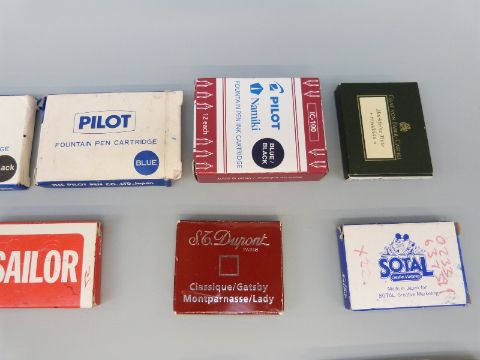 ack
PILOT
FOUNTAIN PEN CARTRIDGE
BLUE
THE PILOT PEN CO., LTD. Japan
12 each
PILOT
Namiki
FOUNTAIN PEN INK CARTRIDGE
BLUE/
BLACK
IC-100
SAILOR
S.T. Dupont
PARIS
Classique/Gatsby
Montparnasse/Lady
SOTAL
Made in Japan for
SOTAL Creative Marketing